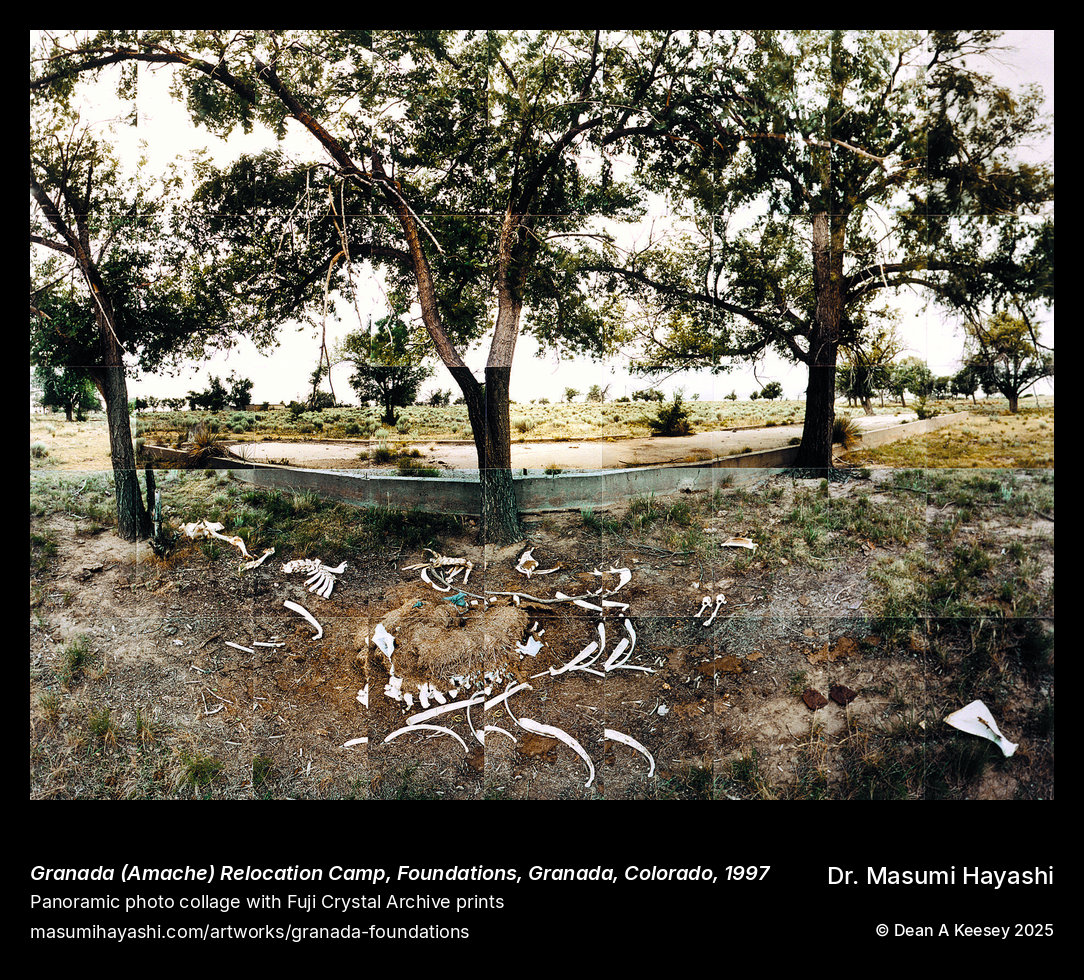 Granada (Amache) Relocation Camp, Foundations, Granada, Colorado, 1997
Dr. Masumi Hayashi
Panoramic photo collage with Fuji Crystal Archive prints
masumihayashi.com/artworks/granada-foundations
© Dean A Keesey 2025